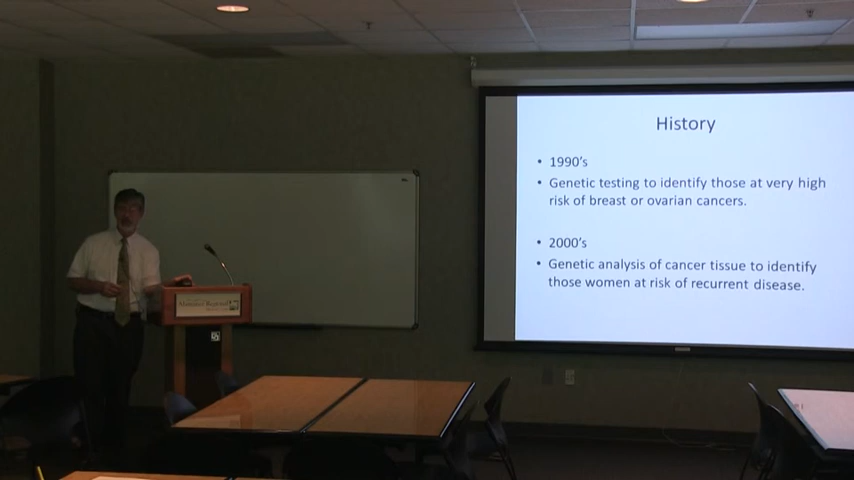 History
• 1990's
• Genetic testing to identify those at very high
risk of breast or ovarian cancers.
• 2000's
• Genetic analysis of cancer tissue to identify
those women at risk of recurrent disease.
Regional